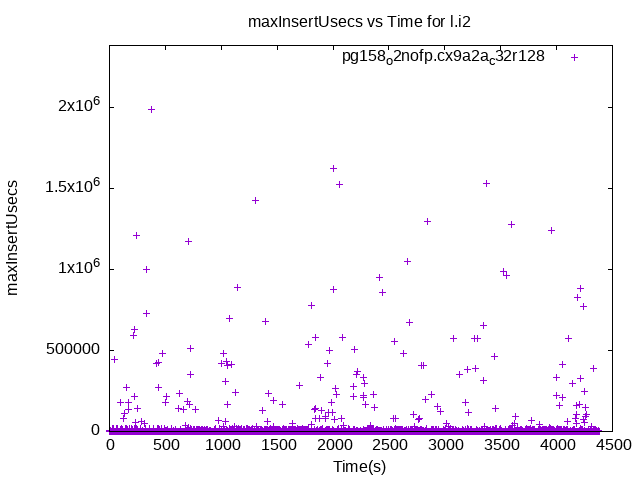 maxInsertUsecs vs Time for l.i2
pg158o2nofp.cx9a2ac32r128
2x10^6
1.5x10^6
1x10^6
500000
0
maxInsertUsecs
0 500 1000 1500 2000 2500 3000 3500 4000 4500
Time(s)